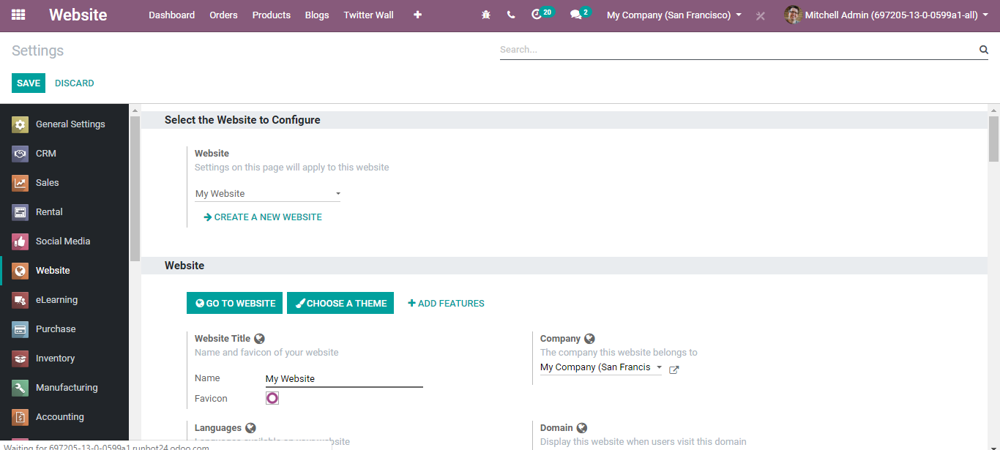 Website Dashboard Orders Products Blogs Twitter Wall 20 2 My Company (San Francisco) Mitchell Admin (697205-13-0-0599a1-all)
Settings
Search...
SAVE DISCARD
General Settings
CRM
Sales
Rental
Social Media
Website
eLearning
Purchase
Inventory
Manufacturing
Accounting
Select the Website to Configure
Website
Settings on this page will apply to this website
My Website
CREATE A NEW WEBSITE
Website
GO TO WEBSITE CHOOSE A THEME ADD FEATURES
Website Title
Name and favicon of your website
Name My Website
Favicon
Company
The company this website belongs to
My Company (San Francis
Languages
Languages available on your website
Domain
Display this website when users visit this domain
Waiting for 697205-13-0-0599a1.runbot24.odoo.com...